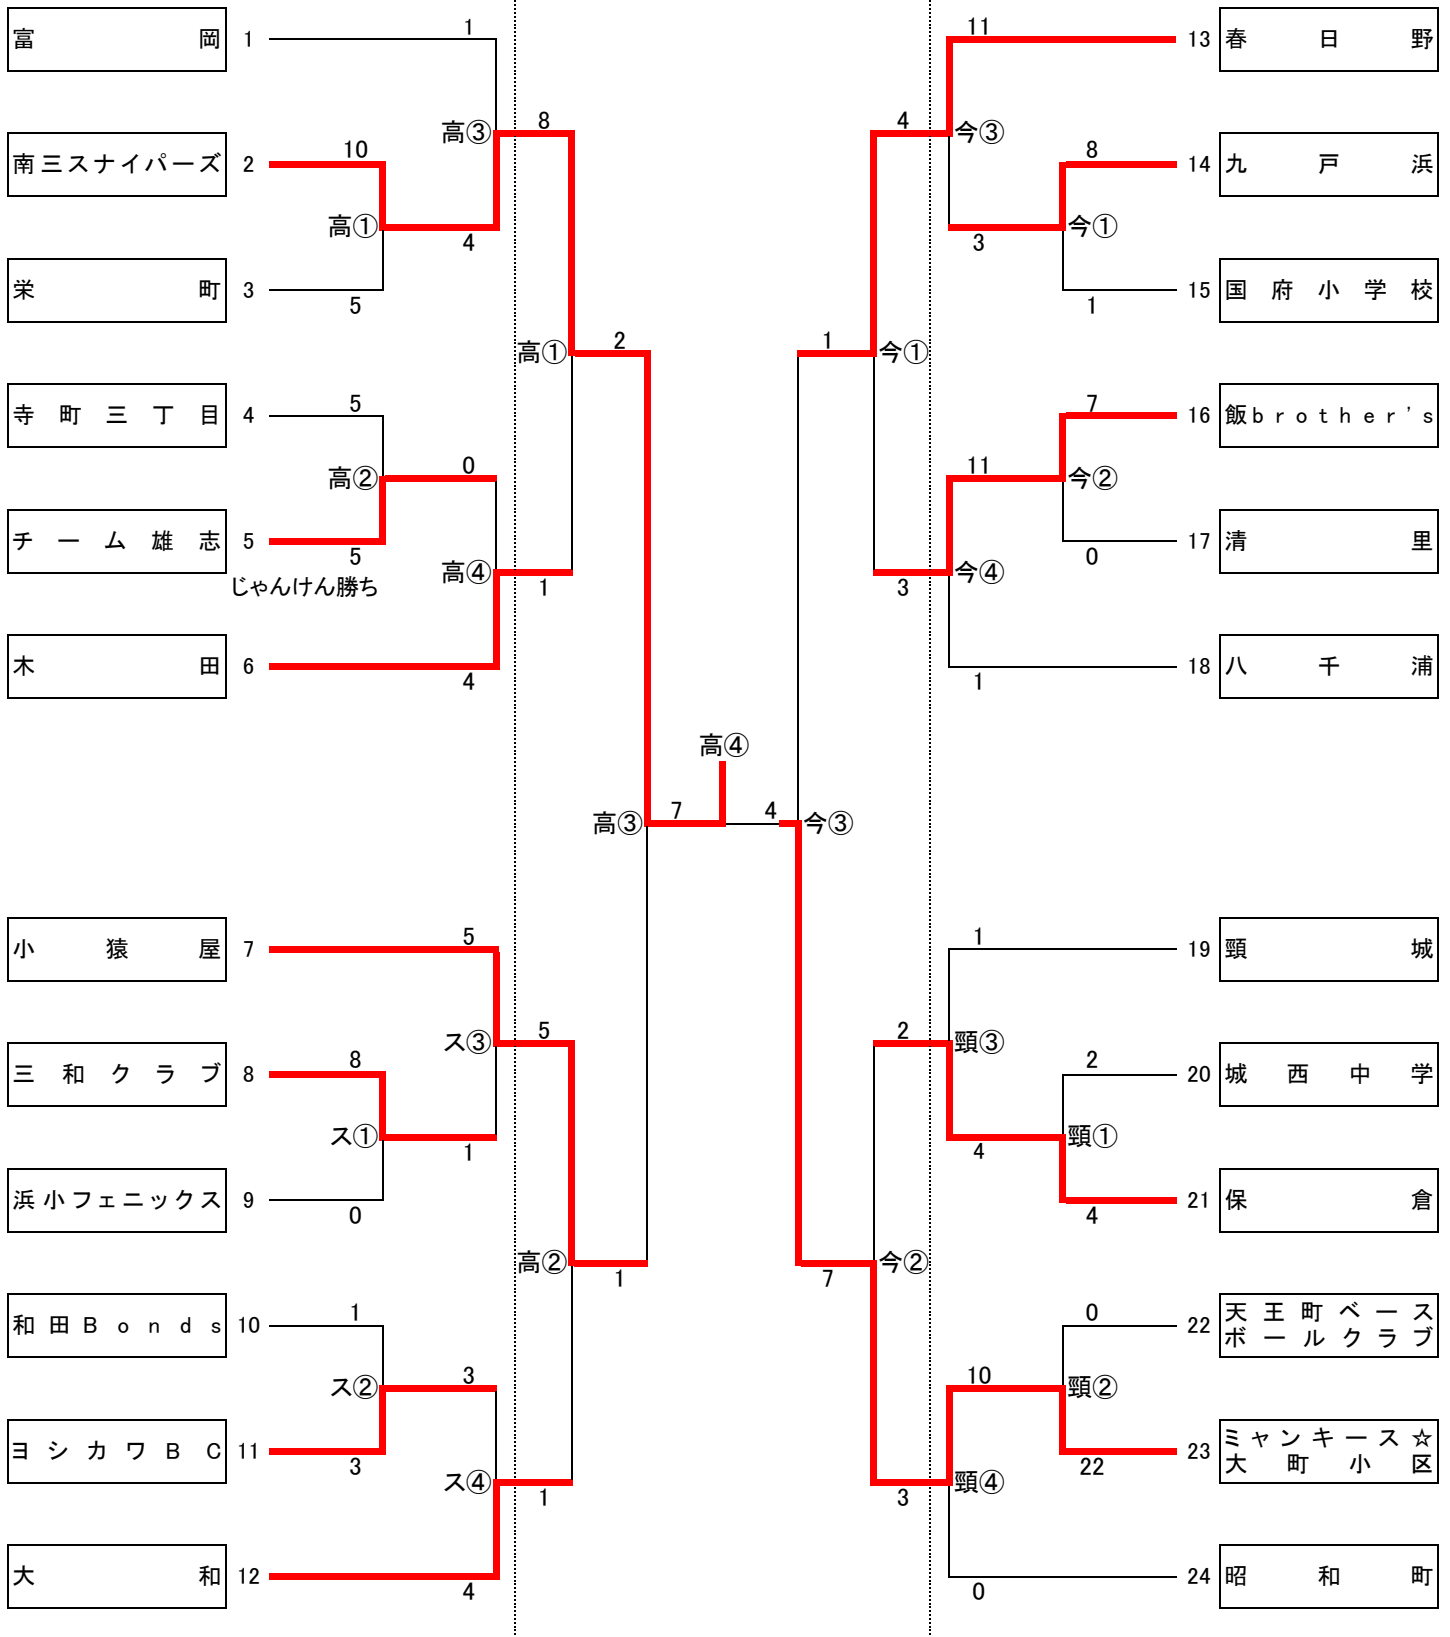 富岡 1 1
11 13 春日野
高③ 8
4 今③
南三スナイパーズ 2 10
8 14 九戸浜
高① 4
3 今①
栄町 3 5
1 15 国府小学校
高① 2
1 今①
寺町三丁目 4 5
7 16 飯brother's
高② 0
11 今②
チーム雄志 5 5
0 17 清里
じゃんけん勝ち
高④ 1
3 今④
木田 6 4
1 18 八千浦
高④
高③ 7 4 今③
小猿屋 7 5
1 19 頸城
ス③ 5
2 頸③
三和クラブ 8 8
2 20 城西中学
ス① 1
4 頸①
浜小フェニックス 9 0
4 21 保倉
高② 1
7 今②
和田Bonds 10 1
0 22 天王町ベース
ボールクラブ
ス② 3
10 頸②
ヨシカワBC 11 3
22 23 ミャンキース☆
大町小区
ス④ 1
3 頸④
大和 12 4
0 24 昭和町